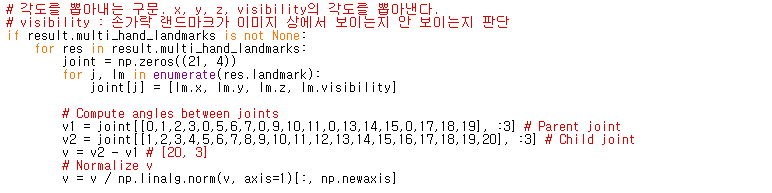 # 각도를 뽑아내는 구문. x, y, z, visibility의 각도를 뽑아낸다.
# visibility : 손가락 랜드마크가 이미지 상에서 보이는지 안 보이는지 판단
if result.multi_hand_landmarks is not None:
    for res in result.multi_hand_landmarks:
        joint = np.zeros((21, 4))
        for j, lm in enumerate(res.landmark):
            joint[j] = [lm.x, lm.y, lm.z, lm.visibility]

        # Compute angles between joints
        v1 = joint[[0,1,2,3,0,5,6,7,0,9,10,11,0,13,14,15,0,17,18,19], :3] # Parent joint
        v2 = joint[[1,2,3,4,5,6,7,8,9,10,11,12,13,14,15,16,17,18,19,20], :3] # Child joint
        v = v2 - v1 # [20, 3]
        # Normalize v
        v = v / np.linalg.norm(v, axis=1)[:, np.newaxis]